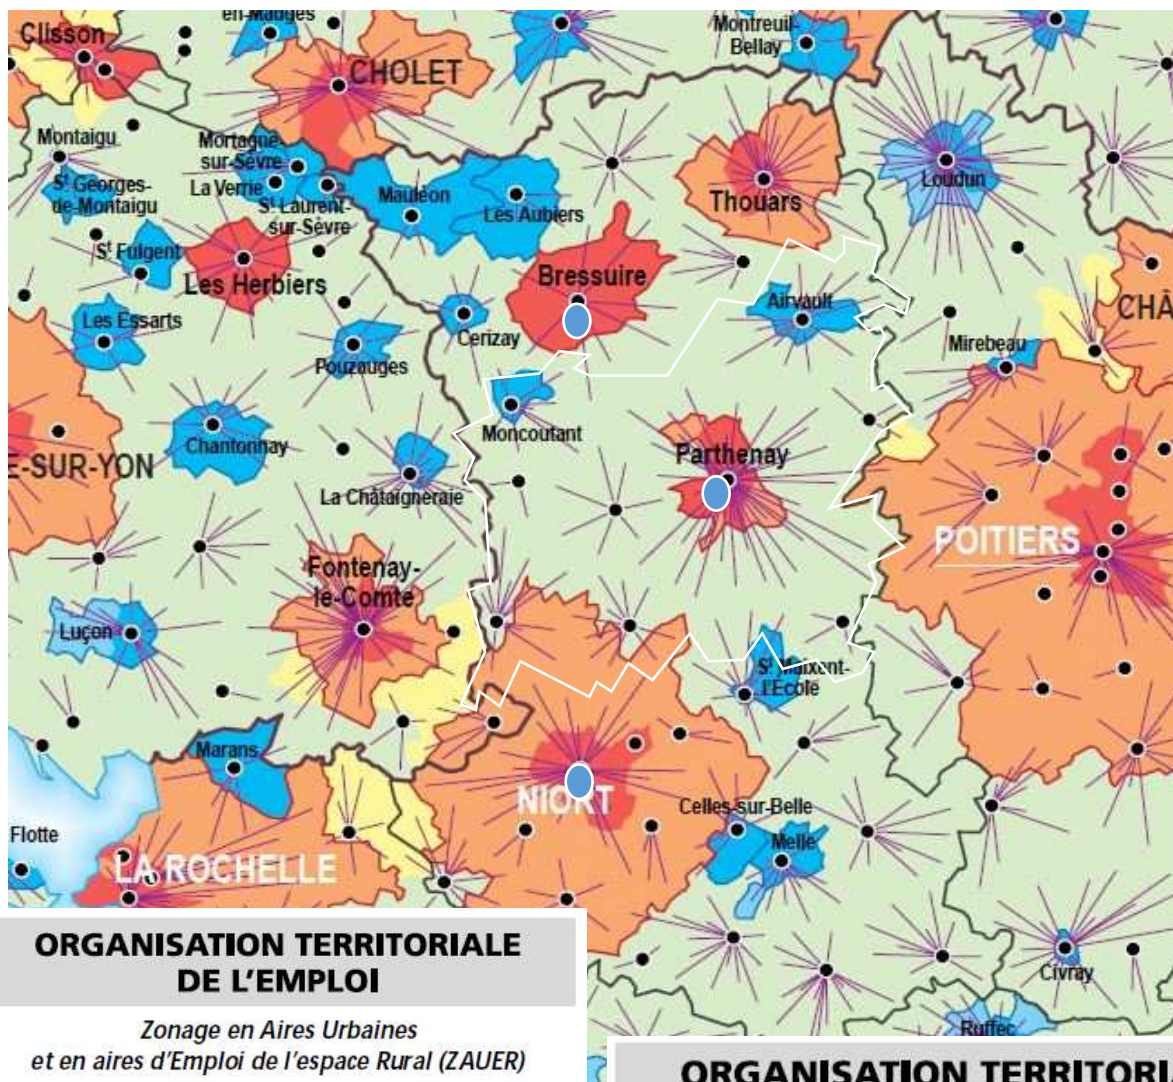 en-Mauges
Clisson
CHOLET
Montreuil-
Bellay
Montaigu
Mortagne-
sur-Sèvre
La Verrie
St Georges-
de-Montaigu
St Laurent-
sur-Sèvre
Mauléon
Les Aubiers
Thouars
Loudun
St Fulgent
Les Herbiers
Bressuire
Airvault
CHÂ
Les Essarts
Pouzauges
Cerizay
Mirebeau
Chantonnay
Moncoutant
E-SUR-YON
La Châtaigneraie
Parthenay
POITIERS
Fontenay-
le-Comte
Luçon
St Maixent-
l'Ecole
Marans
NIORT
Celles-sur-Belle
Melle
Flotte
LA ROCHELLE
Civray
Ruffec
ORGANISATION TERRITORIALE
DE L'EMPLOI
Zonage en Aires Urbaines
et en aires d'Emploi de l'espace Rural (ZAUER)
ORGANISATION TERRITORI